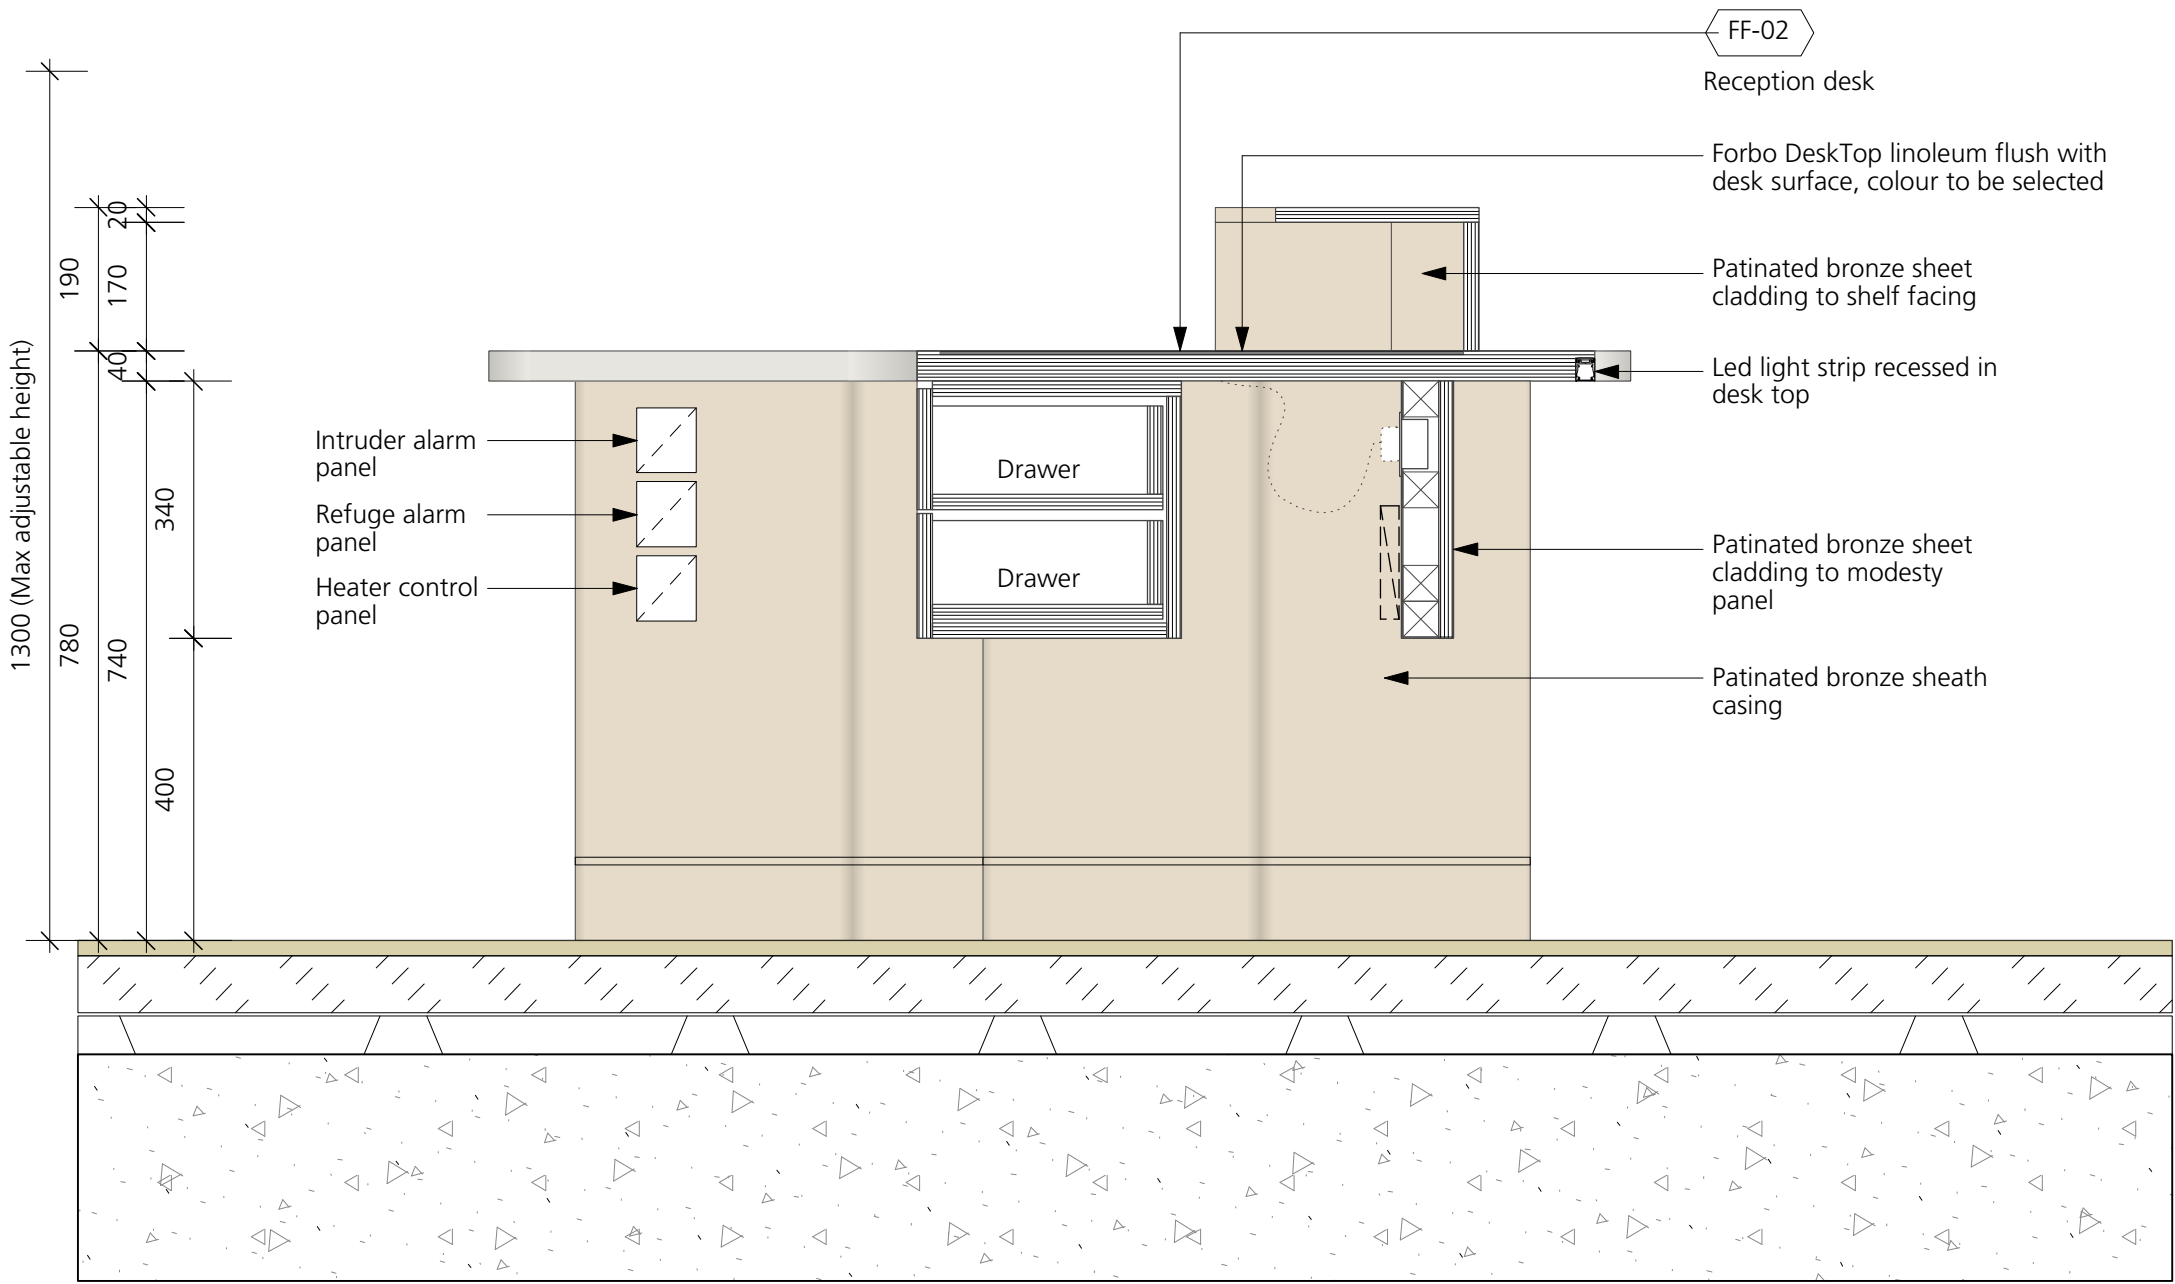 FF-02
Reception desk
Forbo DeskTop linoleum flush with
desk surface, colour to be selected
Patinated bronze sheet
cladding to shelf facing
Led light strip recessed in
desk top
Patinated bronze sheet
cladding to modesty
panel
Patinated bronze sheath
casing
Intruder alarm
panel
Refuge alarm
panel
Heater control
panel
Drawer
Drawer
1300 (Max adjustable height)
190
780
20
170
40
740
340
400